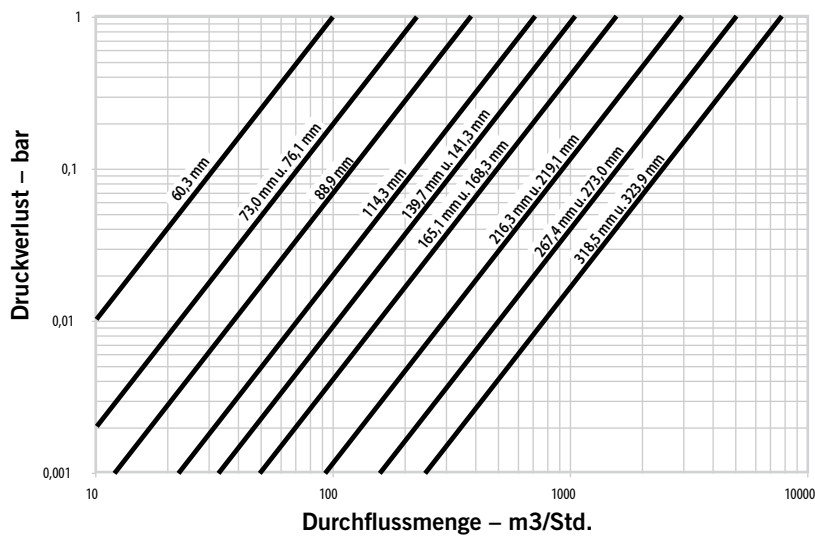 1
0,1
0,01
0,001
Druckverlust – bar
60,3 mm
73,0 mm u. 76,1 mm
88,9 mm
114,3 mm
139,7 mm u. 141,3 mm
165,1 mm u. 168,3 mm
216,3 mm u. 219,1 mm
267,4 mm u. 273,0 mm
318,5 mm u. 323,9 mm
10
100
1000
10000
Durchflussmenge – m3/Std.